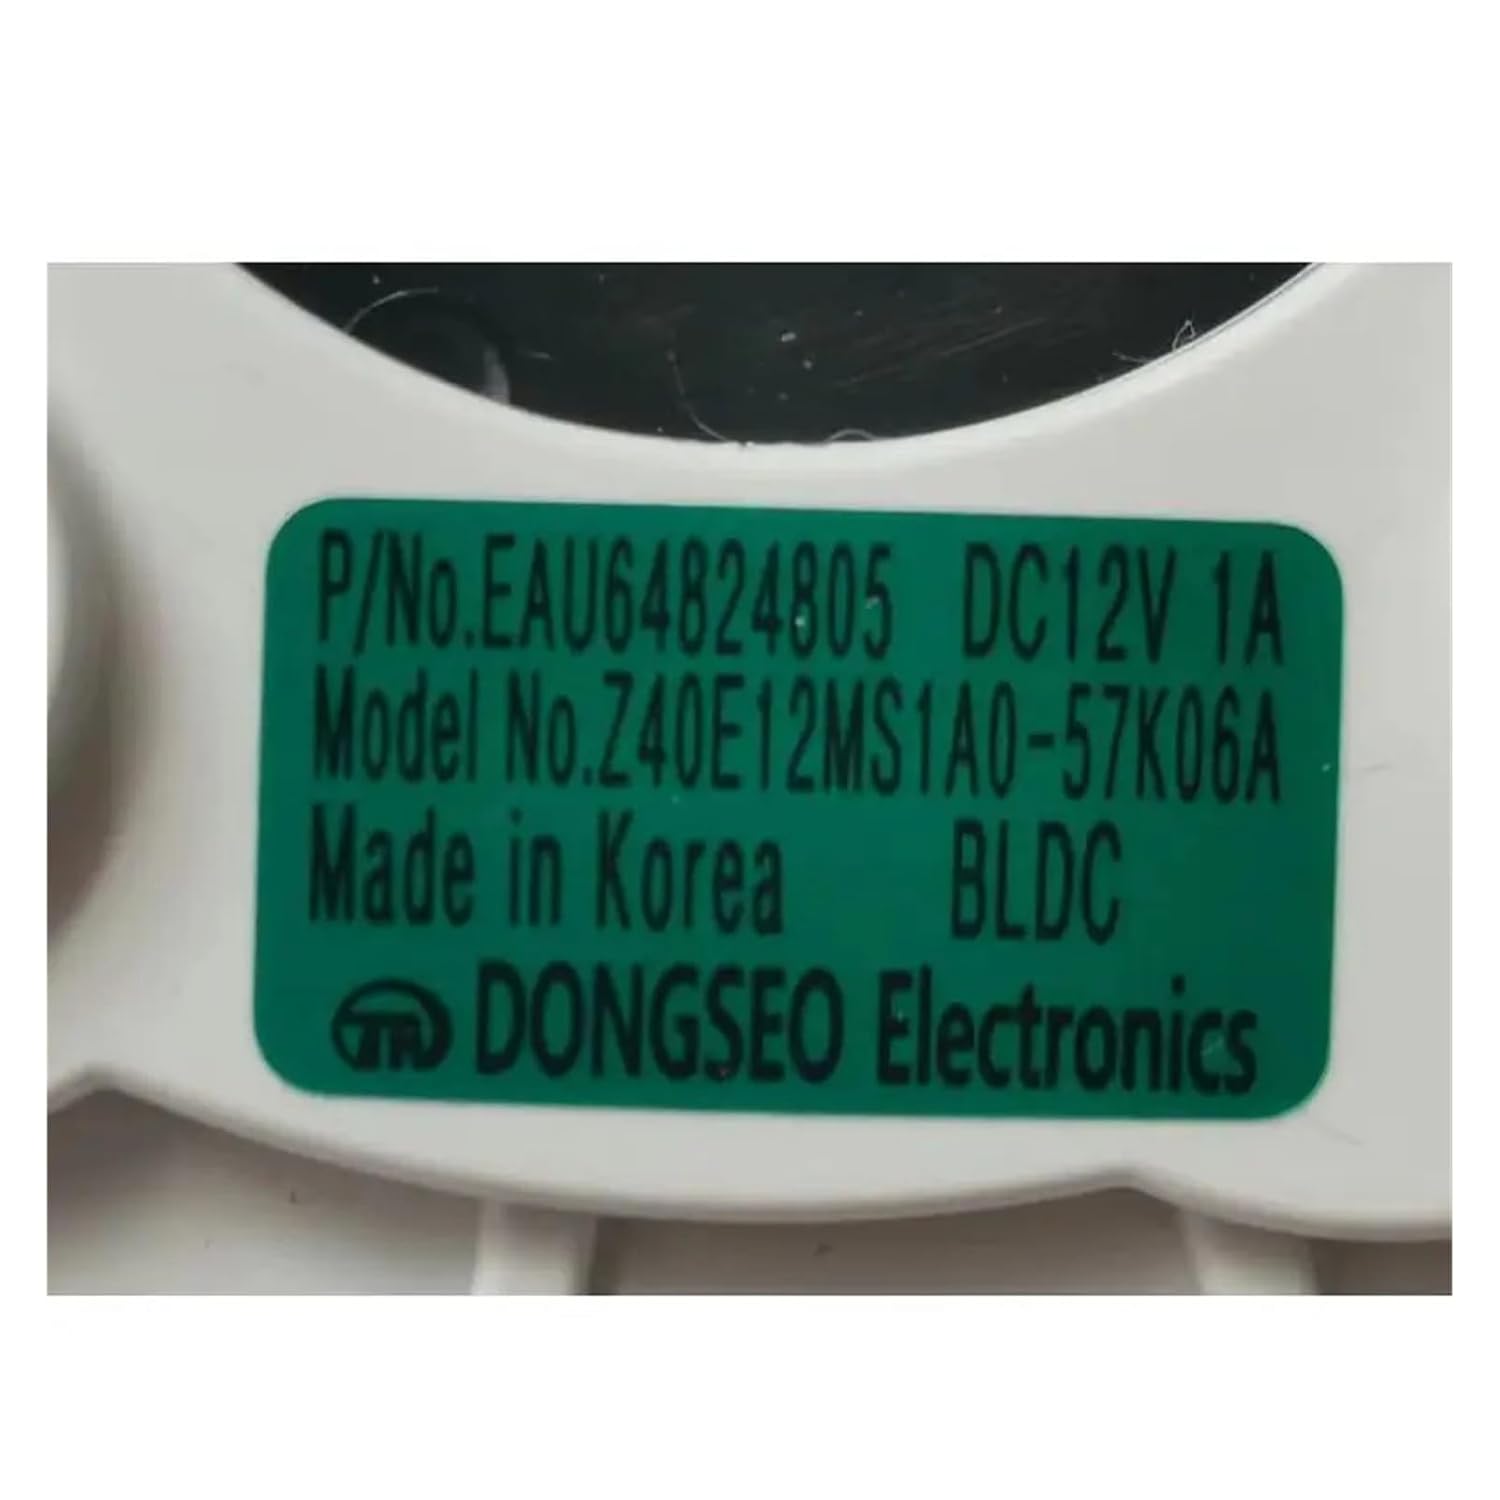 P/No.EAU64824805 DC12V 1A
Model No.Z40E12MS1A0-57K06A
Made in Korea BLDC
DONGSEO Electronics